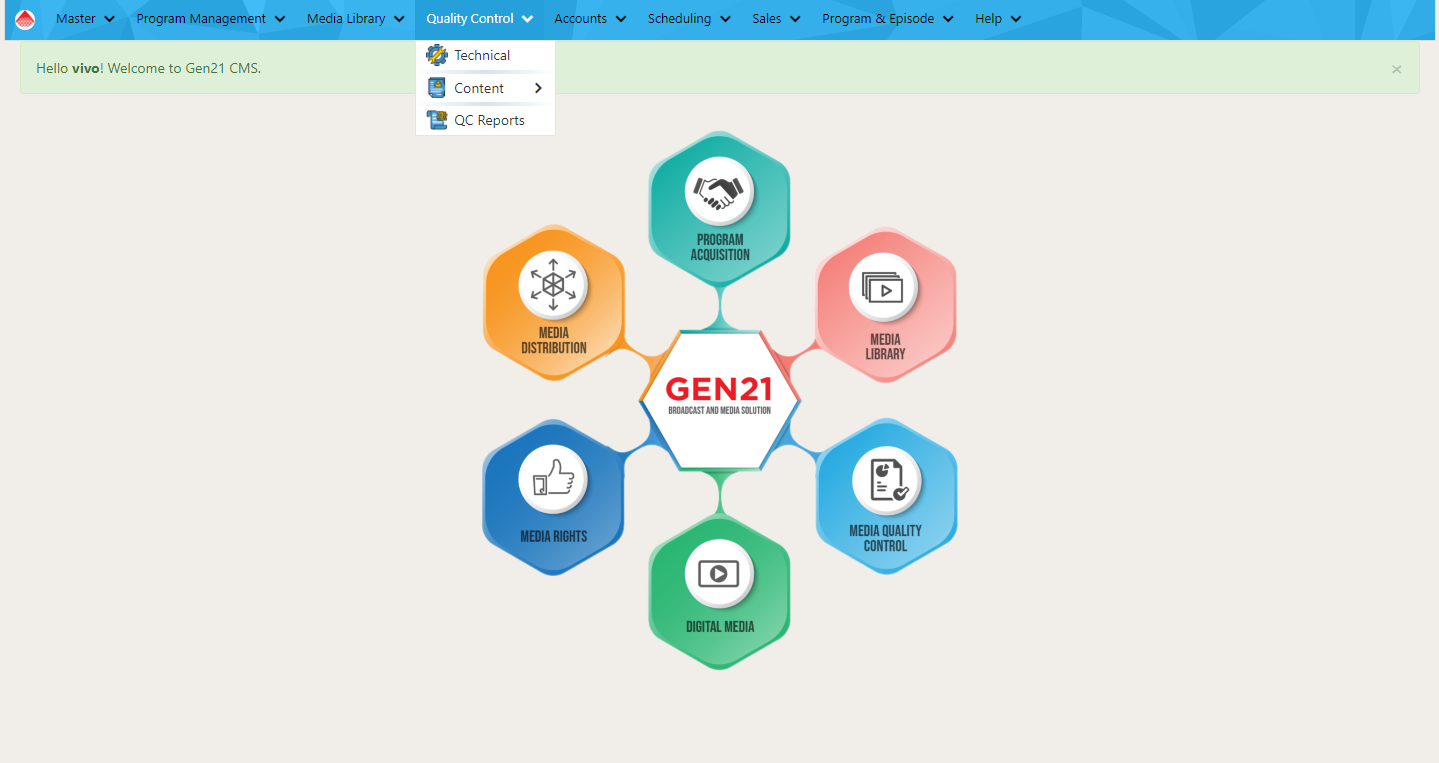 Master Program Management Media Library Quality Control Accounts Scheduling Sales Program & Episode Help
Technical
Hello vivo! Welcome to Gen21 CMS. ×
Content
QC Reports
PROGRAM
ACQUISITION
MEDIA
DISTRIBUTION
MEDIA
LIBRARY
GEN21
BROADCAST AND MEDIA SOLUTION
MEDIA RIGHTS
MEDIA QUALITY
CONTROL
DIGITAL MEDIA